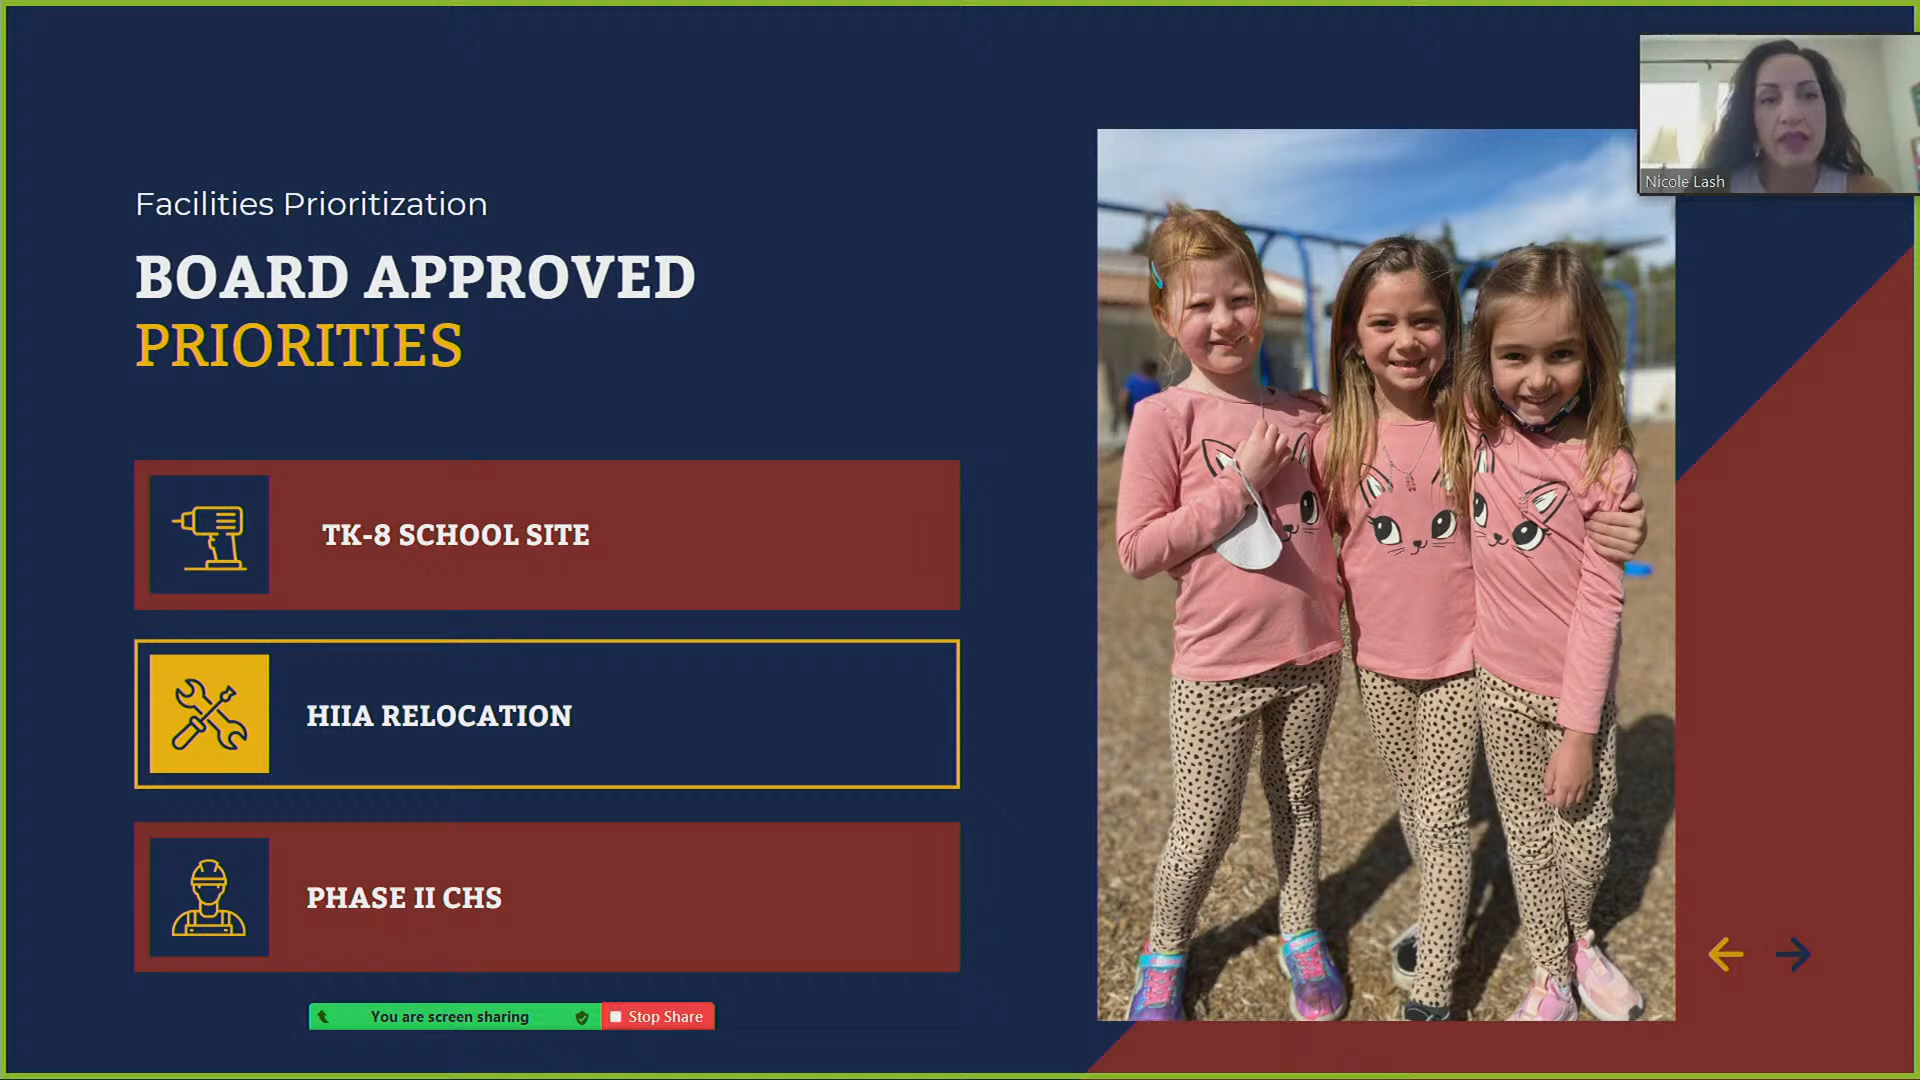 Nicole Lash
Facilities Prioritization
BOARD APPROVED
PRIORITIES
TK-8 SCHOOL SITE
HIIA RELOCATION
PHASE II CHS
You are screen sharing
Stop Share